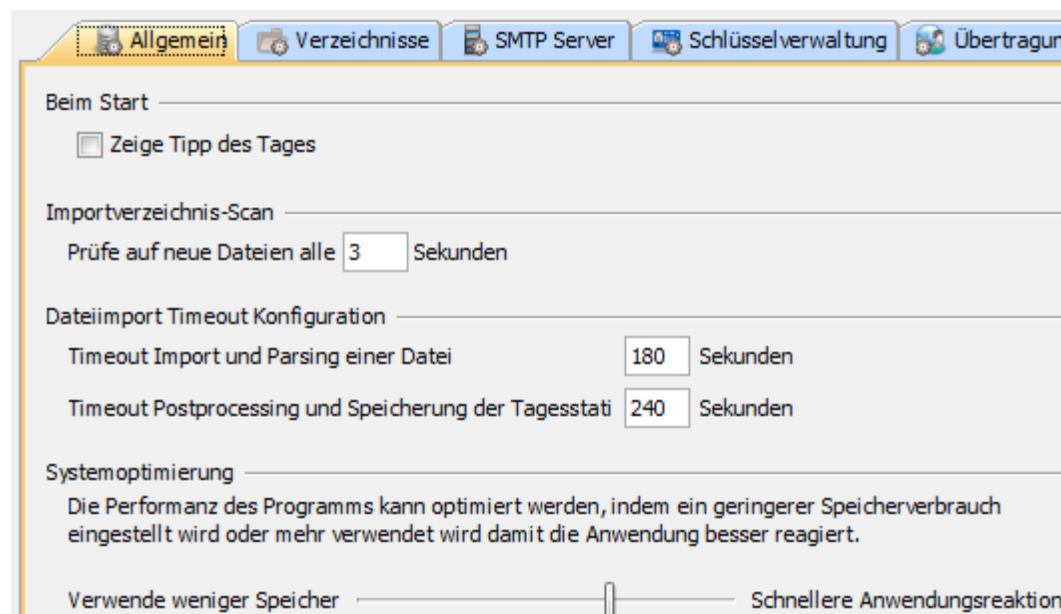 Allgemein Verzeichnisse SMTP Server Schlüsselverwaltung Übertragun
Beim Start
Zeige Tipp des Tages
Importverzeichnis-Scan
Prüfe auf neue Dateien alle 3 Sekunden
Dateiimport Timeout Konfiguration
Timeout Import und Parsing einer Datei 180 Sekunden
Timeout Postprocessing und Speicherung der Tagesstati 240 Sekunden
Systemoptimierung
Die Performanz des Programms kann optimiert werden, indem ein geringerer Speicherverbrauch
eingestellt wird oder mehr verwendet wird damit die Anwendung besser reagiert.
Verwende weniger Speicher Schnellere Anwendungsreaktion